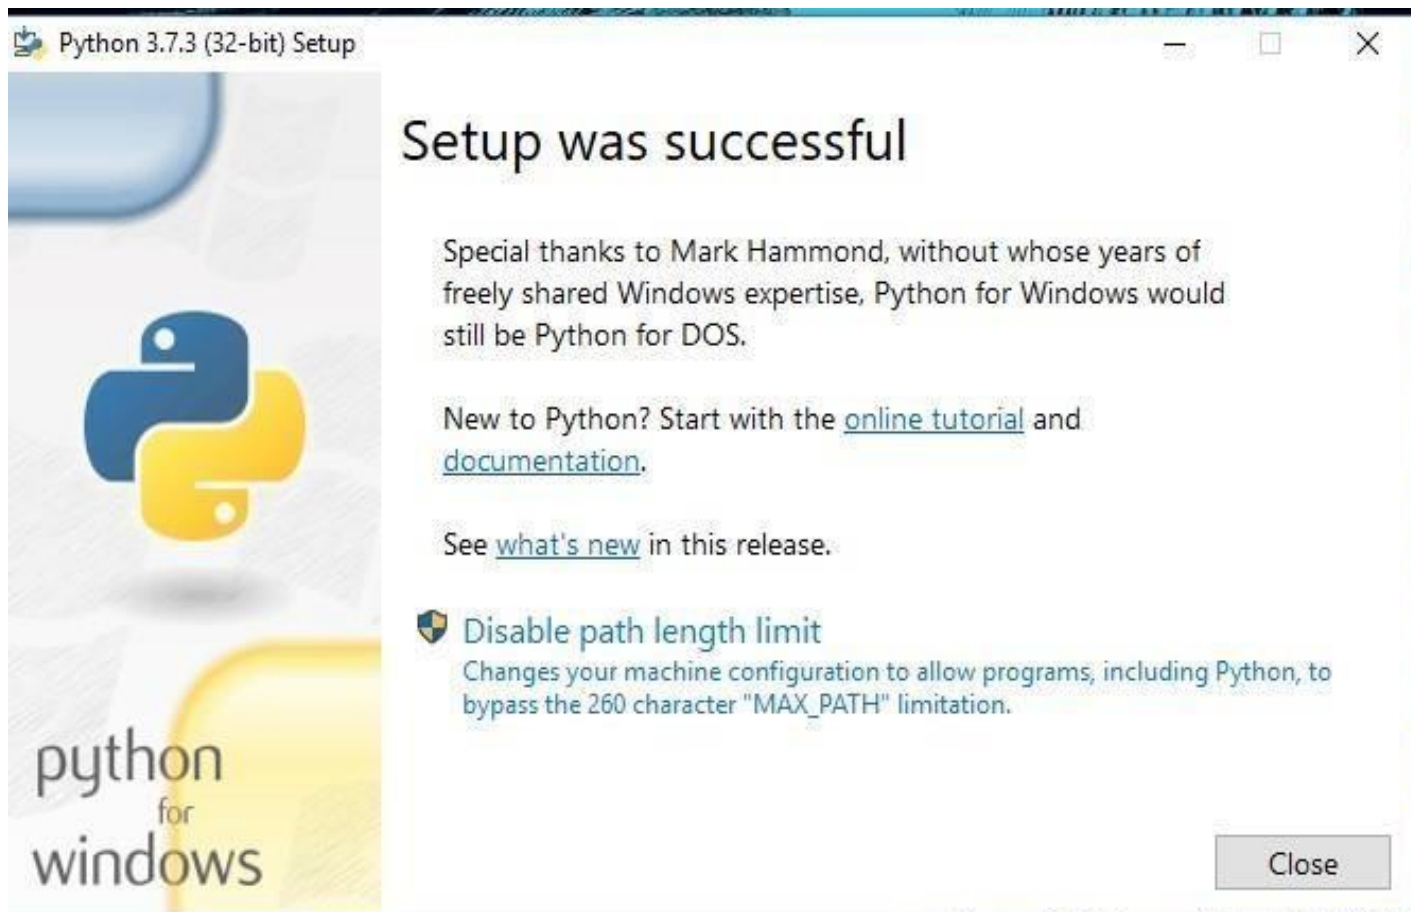 Python 3.7.3 (32-bit) Setup
Setup was successful
Special thanks to Mark Hammond, without whose years of
freely shared Windows expertise, Python for Windows would
still be Python for DOS.
New to Python? Start with the online tutorial and
documentation.
See what's new in this release.
Disable path length limit
Changes your machine configuration to allow programs, including Python, to
bypass the 260 character "MAX_PATH" limitation.
python
for
windows
Close